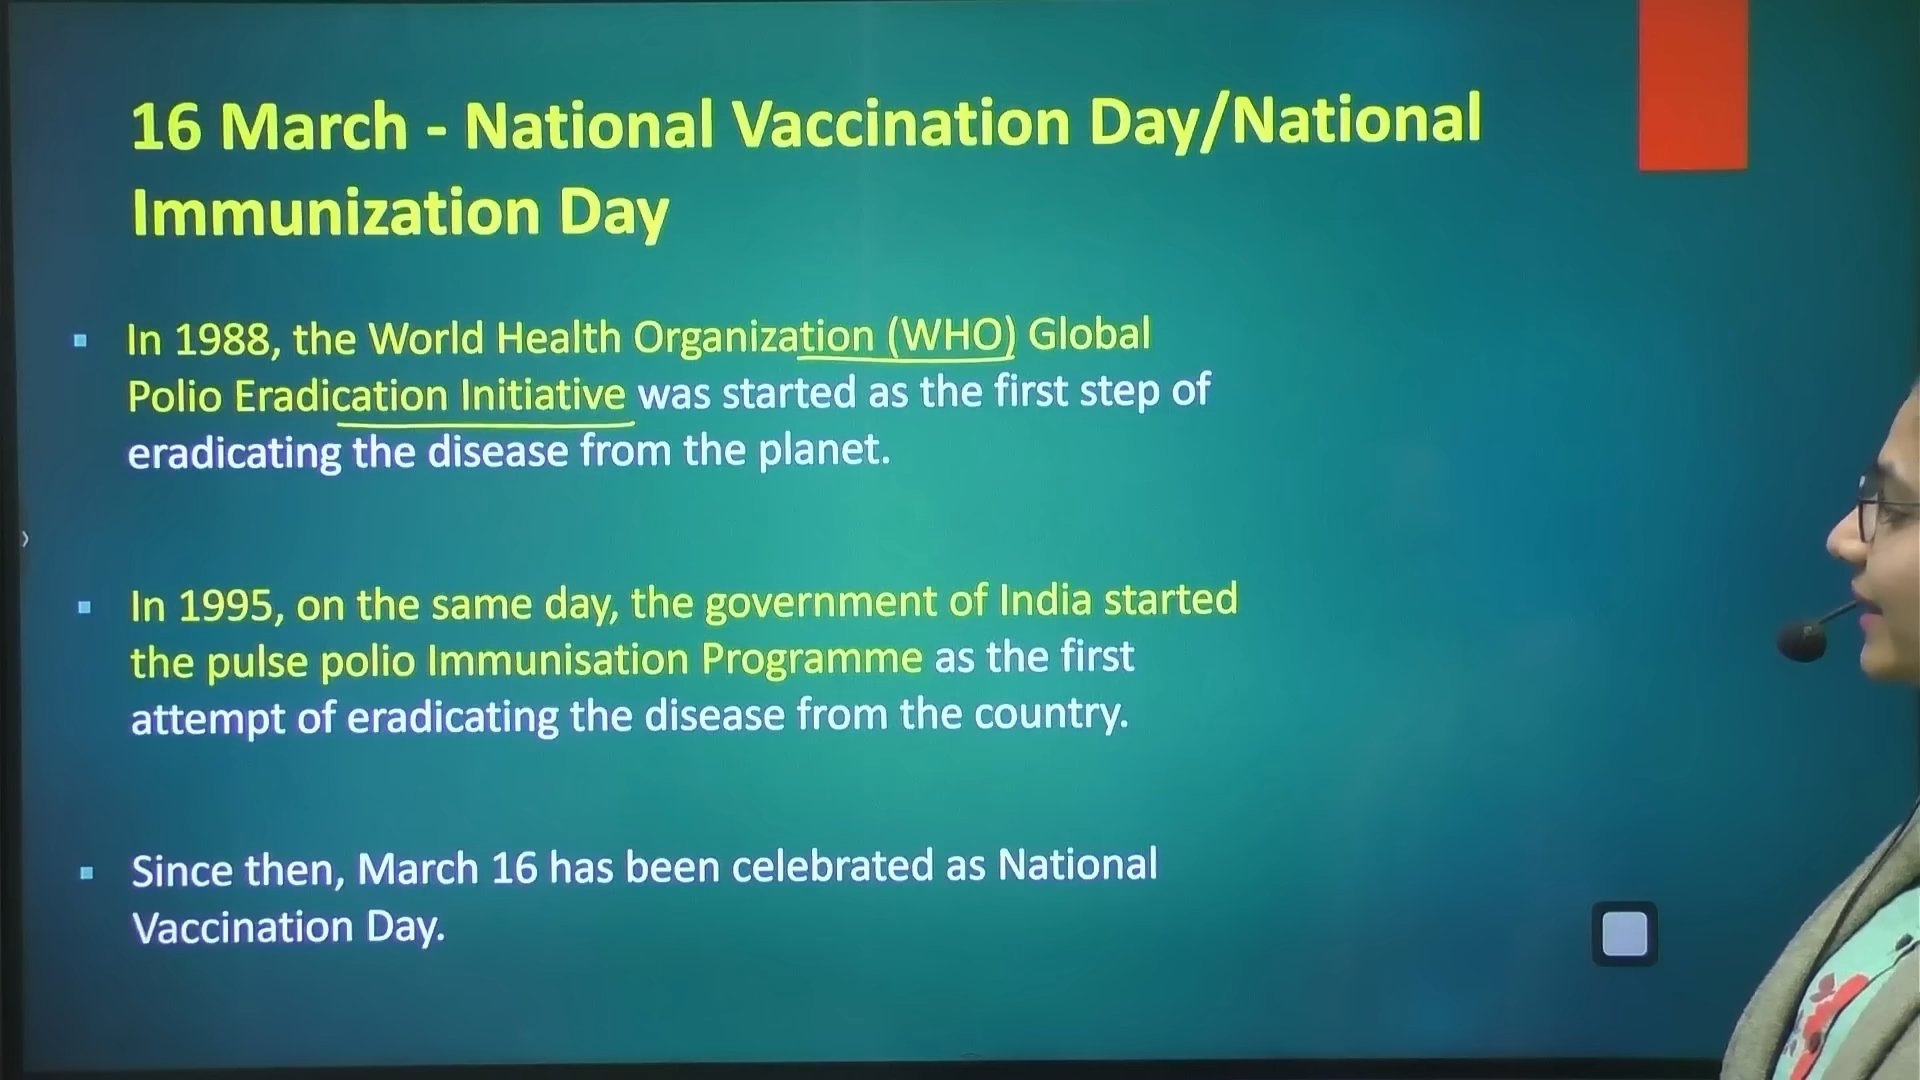 16 March - National Vaccination Day/National
Immunization Day
In 1988, the World Health Organization (WHO) Global
Polio Eradication Initiative was started as the first step of
eradicating the disease from the planet.
In 1995, on the same day, the government of India started
the pulse polio Immunisation Programme as the first
attempt of eradicating the disease from the country.
Since then, March 16 has been celebrated as National
Vaccination Day.